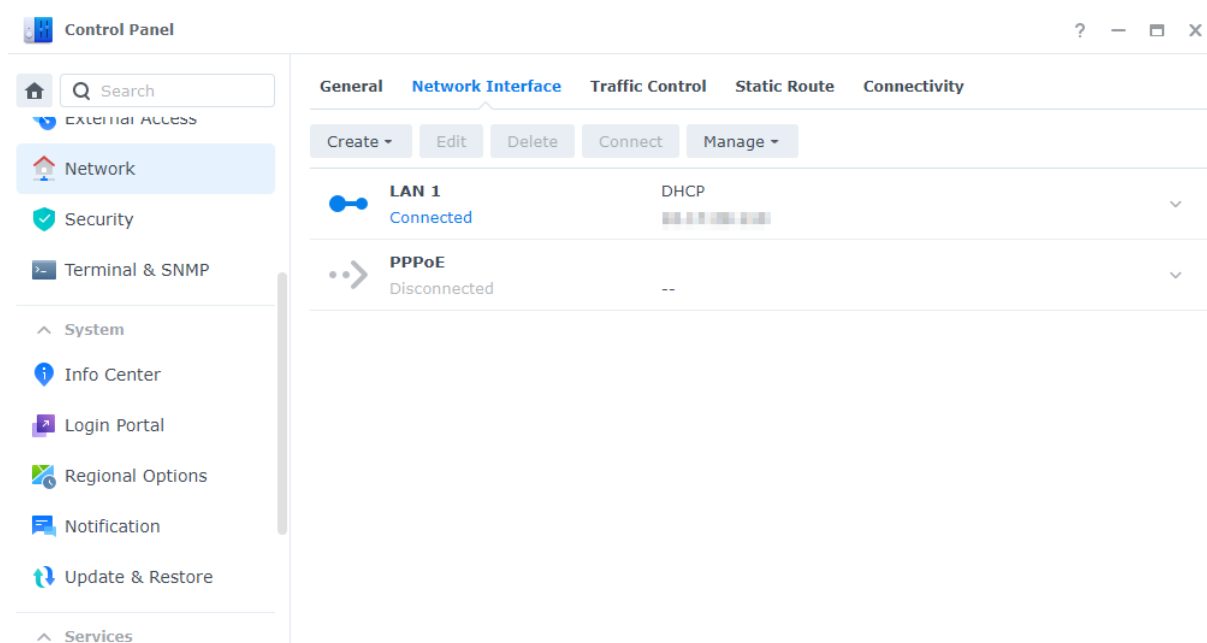 Control Panel
?
Search
External Access
Network
Security
Terminal & SNMP
System
Info Center
Login Portal
Regional Options
Notification
Update & Restore
Services
General Network Interface Traffic Control Static Route Connectivity
Create Edit Delete Connect Manage
LAN 1 DHCP
Connected
PPPoE
Disconnected --